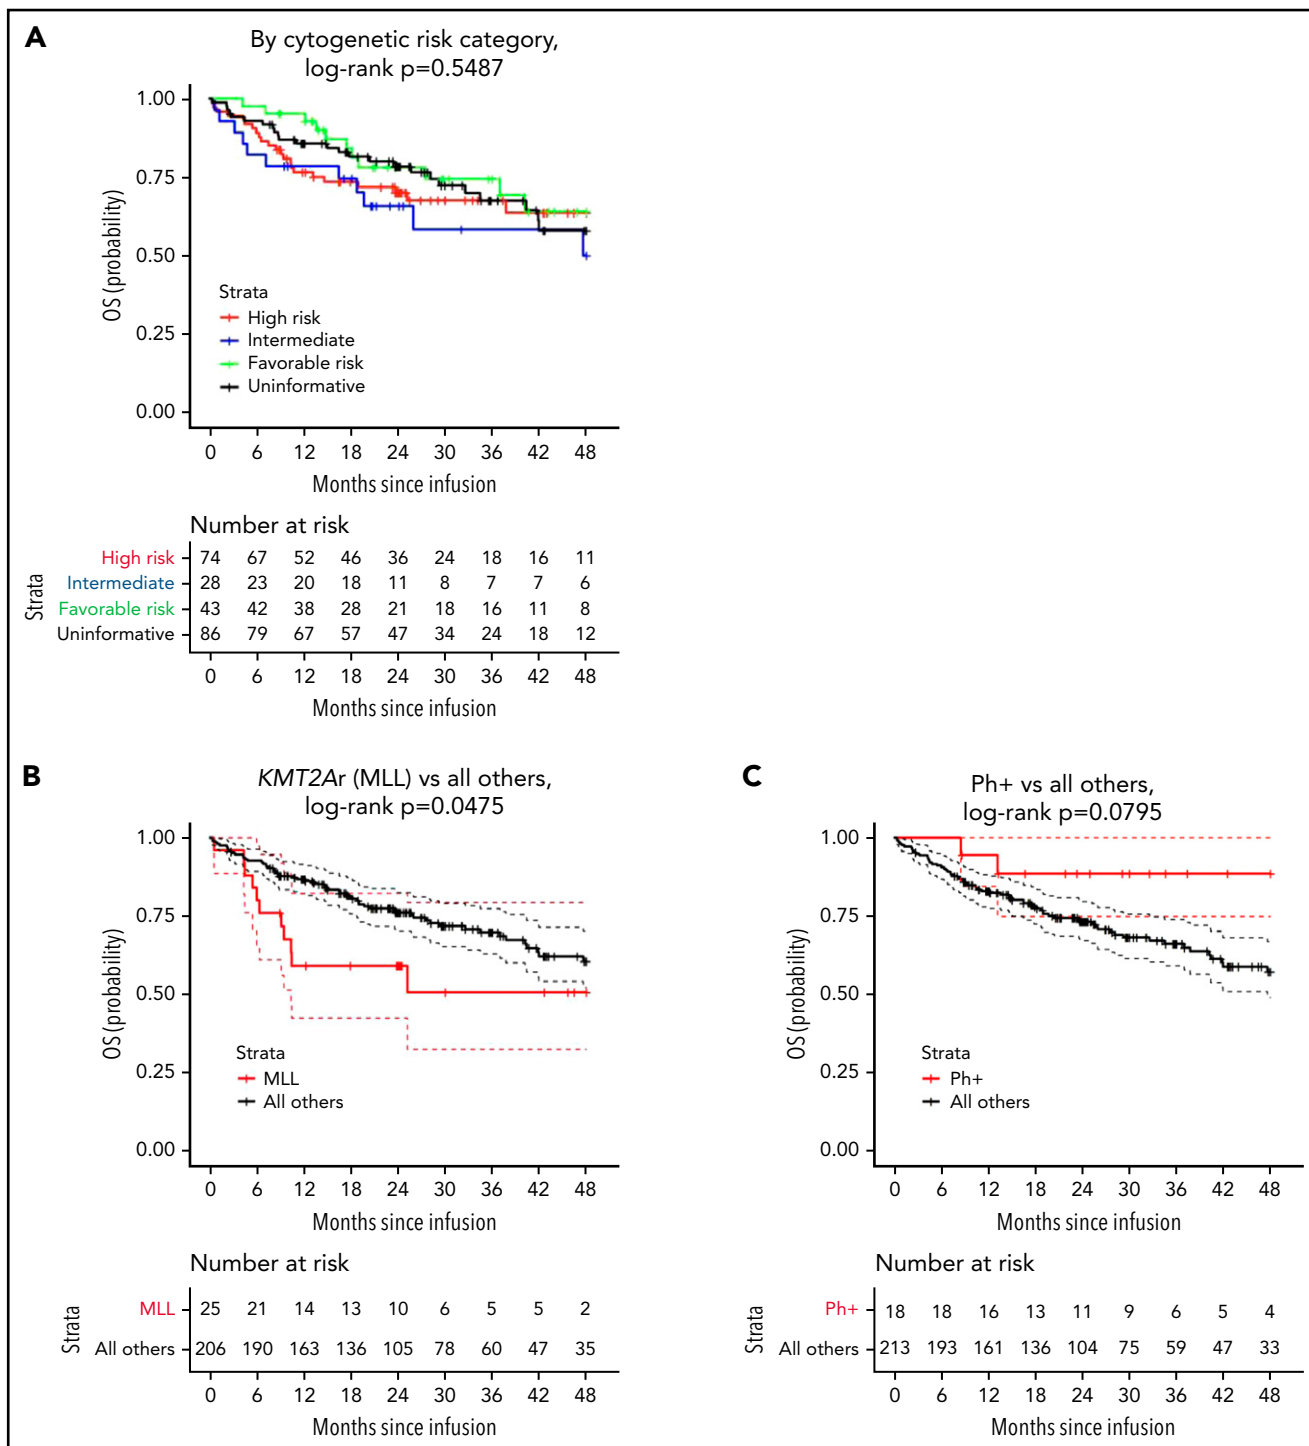 A
By cytogenetic risk category,
log-rank p=0.5487
OS (probability)
1.00
0.75
0.50
0.25
0.00
Strata
High risk
Intermediate
Favorable risk
Uninformative
0 6 12 18 24 30 36 42 48
Months since infusion
Number at risk
Strata
High risk 74 67 52 46 36 24 18 16 11
Intermediate 28 23 20 18 11 8 7 7 6
Favorable risk 43 42 38 28 21 18 16 11 8
Uninformative 86 79 67 57 47 34 24 18 12
0 6 12 18 24 30 36 42 48
Months since infusion
B
KMT2Ar (MLL) vs all others,
log-rank p=0.0475
OS (probability)
1.00
0.75
0.50
0.25
0.00
Strata
MLL
All others
0 6 12 18 24 30 36 42 48
Months since infusion
Number at risk
Strata
MLL 25 21 14 13 10 6 5 5 2
All others 206 190 163 136 105 78 60 47 35
0 6 12 18 24 30 36 42 48
Months since infusion
C
Ph+ vs all others,
log-rank p=0.0795
OS (probability)
1.00
0.75
0.50
0.25
0.00
Strata
Ph+
All others
0 6 12 18 24 30 36 42 48
Months since infusion
Number at risk
Strata
Ph+ 18 18 16 13 11 9 6 5 4
All others 213 193 161 136 104 75 59 47 33
0 6 12 18 24 30 36 42 48
Months since infusion